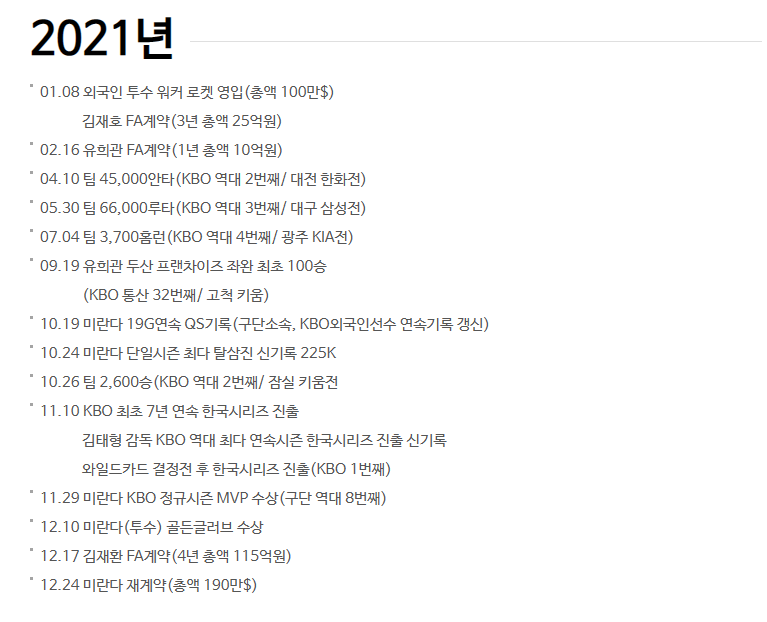 2021년
01.08 외국인 투수 워커 로켓 영입(총액 100만$)
김재호 FA계약(3년 총액 25억원)
02.16 유희관 FA계약(1년 총액 10억원)
04.10 팀 45,000안타(KBO 역대 2번째/ 대전 한화전)
05.30 팀 66,000루타(KBO 역대 3번째/ 대구 삼성전)
07.04 팀 3,700홈런(KBO 역대 4번째/ 광주 KIA전)
09.19 유희관 두산 프랜차이즈 좌완 최초 100승
(KBO 통산 32번째/ 고척 키움)
10.19 미란다 19G연속 QS기록(구단소속, KBO외국인선수 연속기록 갱신)
10.24 미란다 단일시즌 최다 탈삼진 신기록 225K
10.26 팀 2,600승(KBO 역대 2번째/ 잠실 키움전
11.10 KBO 최초 7년 연속 한국시리즈 진출
김태형 감독 KBO 역대 최다 연속시즌 한국시리즈 진출 신기록
와일드카드 결정전 후 한국시리즈 진출(KBO 1번째)
11.29 미란다 KBO 정규시즌 MVP 수상(구단 역대 8번째)
12.10 미란다(투수) 골든글러브 수상
12.17 김재환 FA계약(4년 총액 115억원)
12.24 미란다 재계약(총액 190만$)